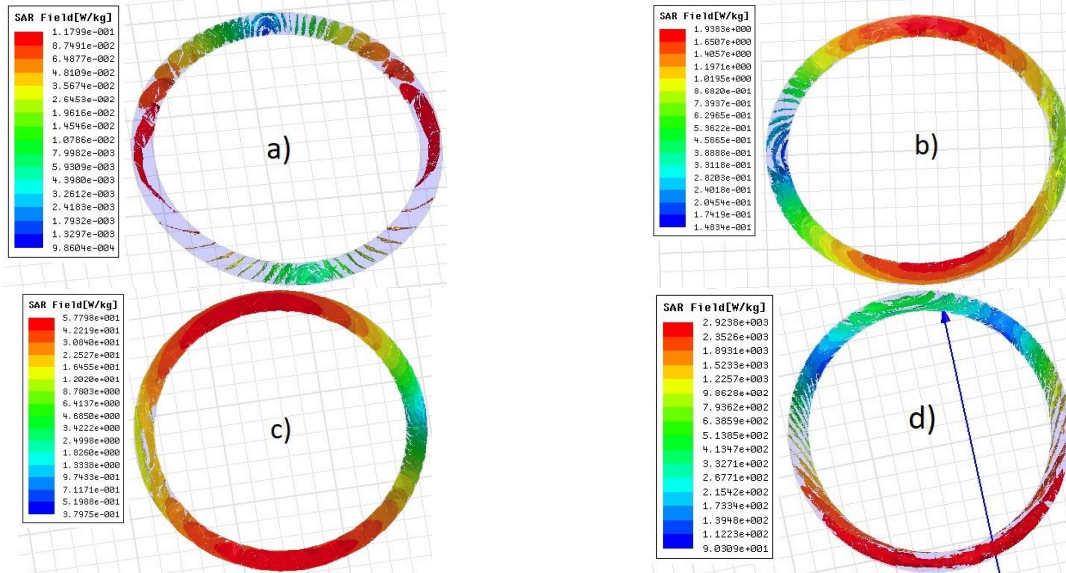 SAR Field[W/kg]
1.1799e-001
8.7491e-002
6.4877e-002
4.8109e-002
3.5674e-002
2.6453e-002
1.9616e-002
1.4546e-002
1.0786e-002
7.9982e-003
5.9309e-003
4.3980e-003
3.2612e-003
2.4183e-003
1.7932e-003
1.3297e-003
9.8604e-004
a)
SAR Field[W/kg]
1.9383e+000
1.6507e+000
1.4057e+000
1.1971e+000
1.0195e+000
8.6820e-001
7.3937e-001
6.2965e-001
5.3622e-001
4.5665e-001
3.8888e-001
3.3118e-001
2.8203e-001
2.4018e-001
2.0454e-001
1.7419e-001
1.4834e-001
b)
SAR Field[W/kg]
5.7798e+001
4.2219e+001
3.0840e+001
2.2527e+001
1.6455e+001
1.2020e+001
8.7803e+000
6.4137e+000
4.6850e+000
3.4222e+000
2.4998e+000
1.8260e+000
1.3338e+000
9.7433e-001
7.1171e-001
5.1988e-001
3.7975e-001
c)
SAR Field[W/kg]
2.9238e+003
2.3526e+003
1.8931e+003
1.5233e+003
1.2257e+003
9.8628e+002
7.9362e+002
6.3859e+002
5.1385e+002
4.1347e+002
3.3271e+002
2.6771e+002
2.1542e+002
1.7334e+002
1.3948e+002
1.1223e+002
9.0309e+001
d)